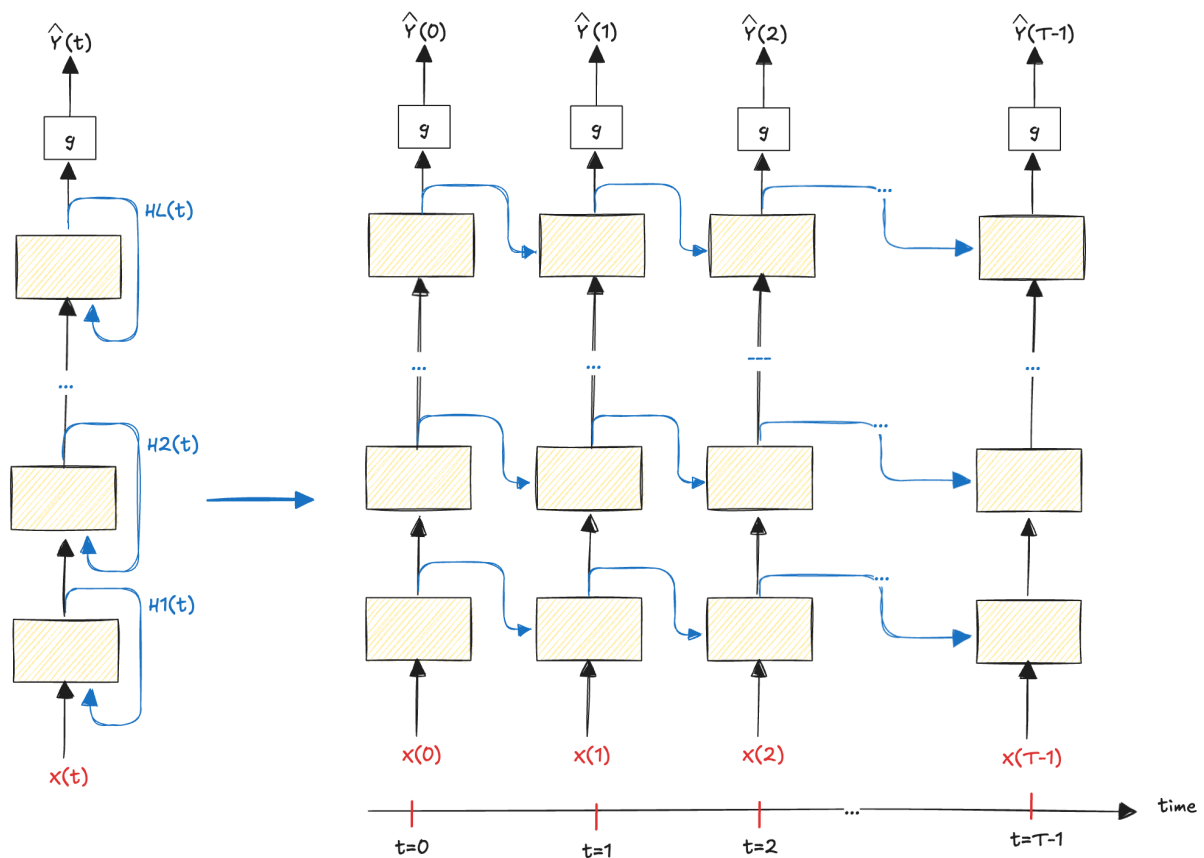 Ŷ(t) Ŷ(0) Ŷ(1) Ŷ(2) Ŷ(T-1)
g g g g g
HL(t) ...
... ... ... --- ...
H2(t) ...
H1(t) ...
x(t) x(0) x(1) x(2) x(T-1)
... time
t=0 t=1 t=2 t=T-1